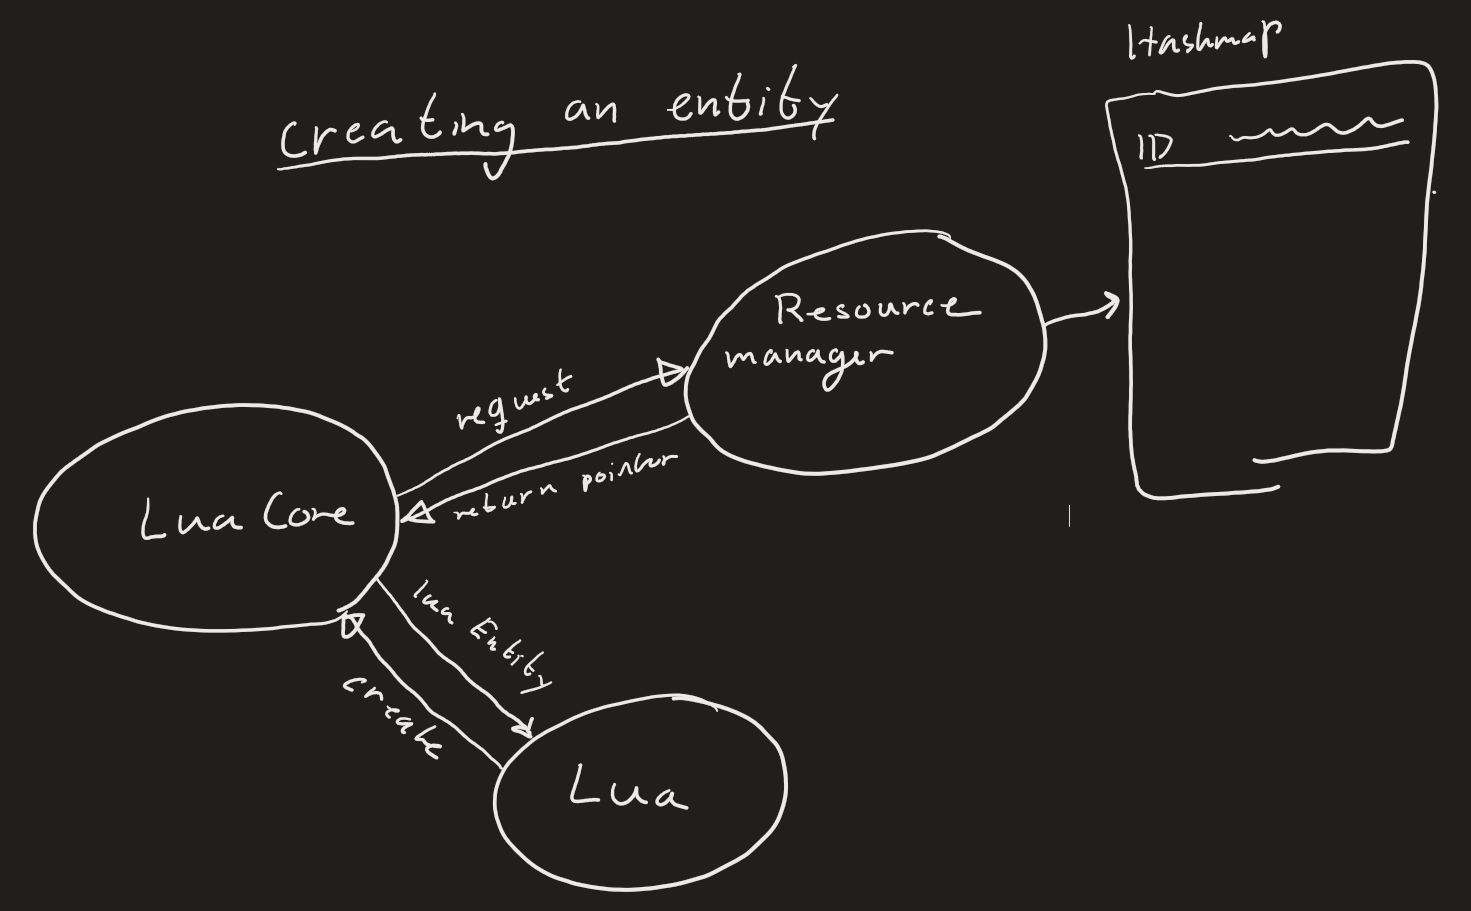 Hashmap
creating an entity
ID
Resource
manager
request
return pointer
Lua Core
lua Entity
create
Lua